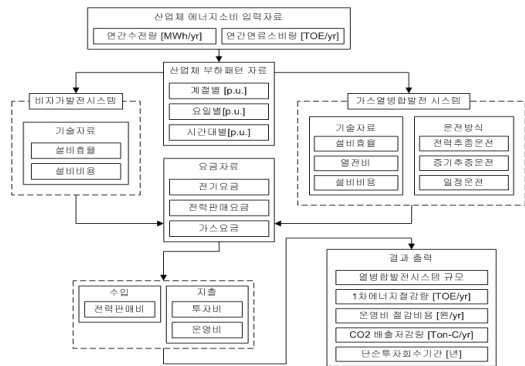 산업체 에너지소비 입력자료
연간수전량 [MWh/yr]
연간연료소비량 [TOE/yr]
산업체 부하패턴 자료
계절별 [p.u.]
요일별[p.u.]
시간대별[p.u.]
비자가발전시스템
기술자료
설비효율
설비비용
가스열병합발전 시스템
기술자료
설비효율
열전비
설비비용
운전방식
전력추종운전
증기추종운전
일정운전
요금자료
전기요금
전력판매요금
가스요금
수입
전력판매비
지출
투자비
운영비
결과 출력
열병합발전시스템 규모
1차에너지절감량 [TOE/yr]
운영비 절감비용 [원/yr]
CO2 배출저감량 [Ton-C/yr]
단순투자회수기간 [년]